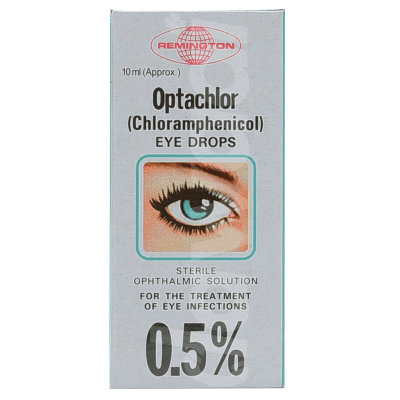 REMINGTON
10 ml (Approx.)
Optachlor
(Chloramphenicol)
EYE DROPS
STERILE
OPHTHALMIC SOLUTION
FOR THE TREATMENT
OF EYE INFECTIONS
0.5%